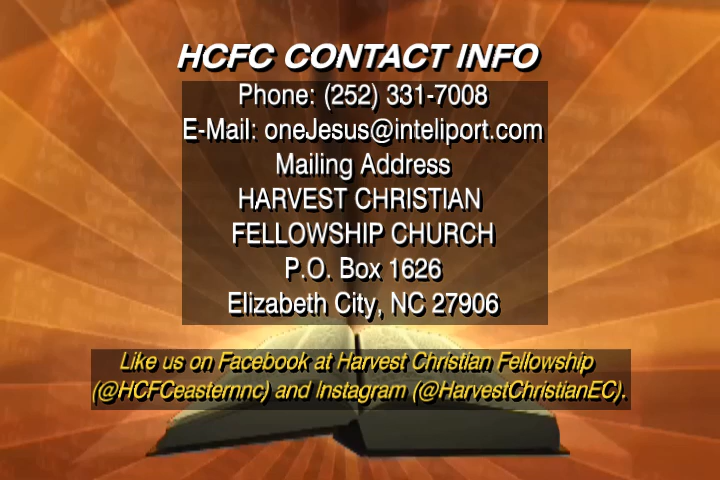 HCFC CONTACT INFO
Phone: (252) 331-7008
E-Mail: oneJesus@inteliport.com
Mailing Address
HARVEST CHRISTIAN
FELLOWSHIP CHURCH
P.O. Box 1626
Elizabeth City, NC 27906
Like us on Facebook at Harvest Christian Fellowship
(@HCFCeasternnc) and Instagram (@HarvestChristianEC).